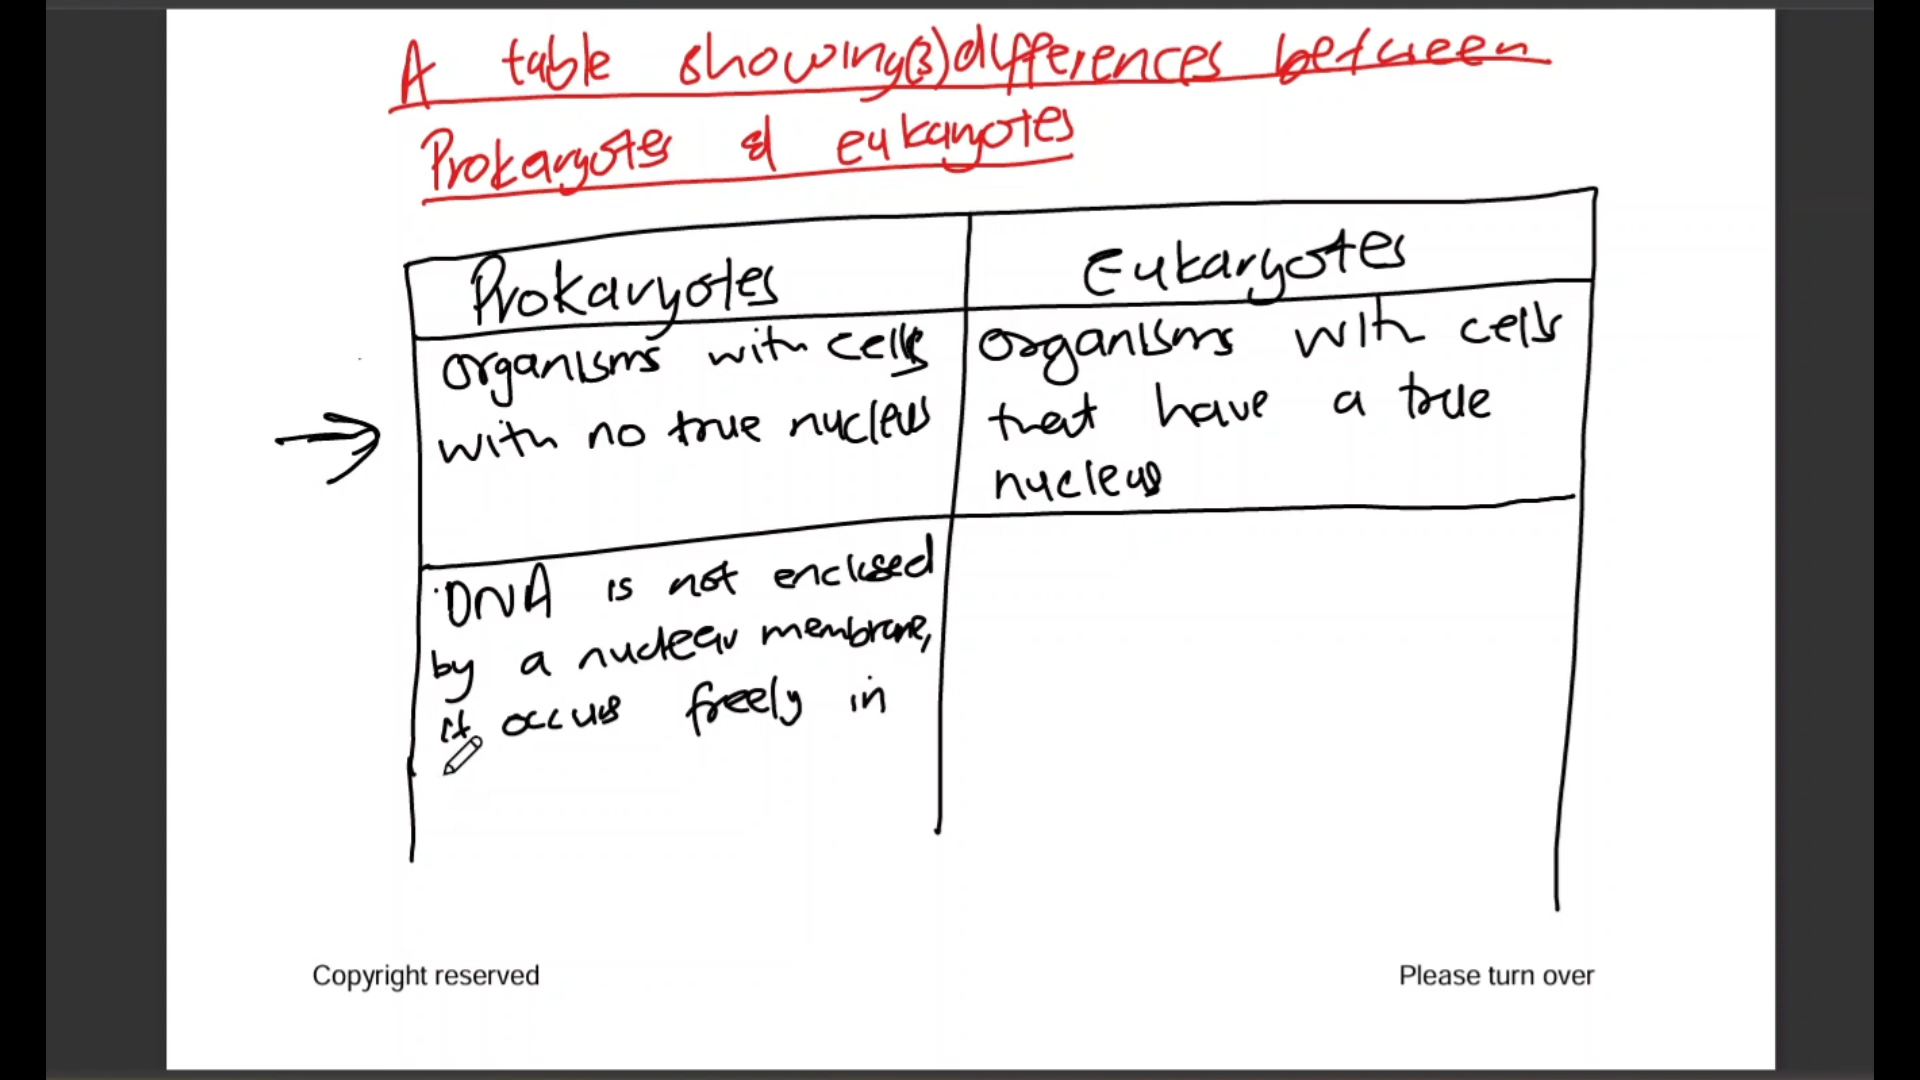 A table showing(3)differences between
Prokaryotes & eukaryotes
Prokaryotes
Eukaryotes
organisms with cells
with no true nucleus
organisms with cells
that have a true
nucleus
DNA is not enclosed
by a nuclear membrane,
it occurs freely in
Copyright reserved
Please turn over